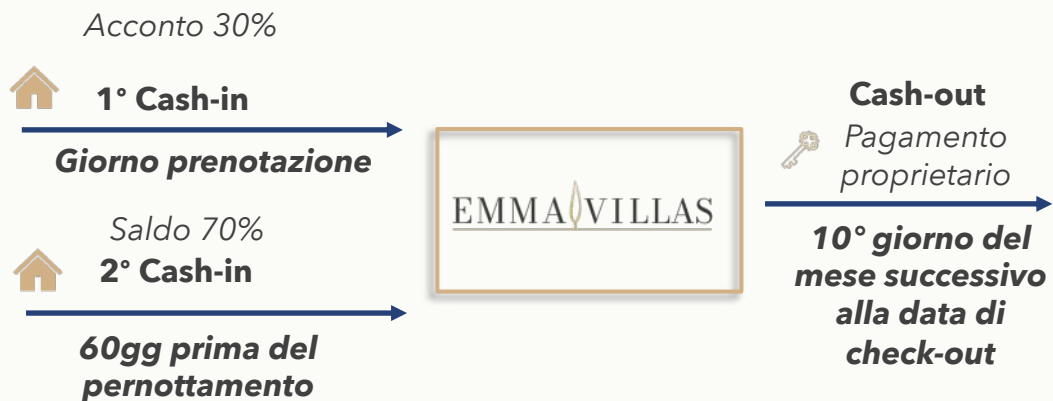 Acconto 30%
1° Cash-in
Giorno prenotazione
Saldo 70%
2° Cash-in
60gg prima del
pernottamento
EMMA VILLAS
Cash-out
Pagamento
proprietario
10° giorno del
mese successivo
alla data di
check-out